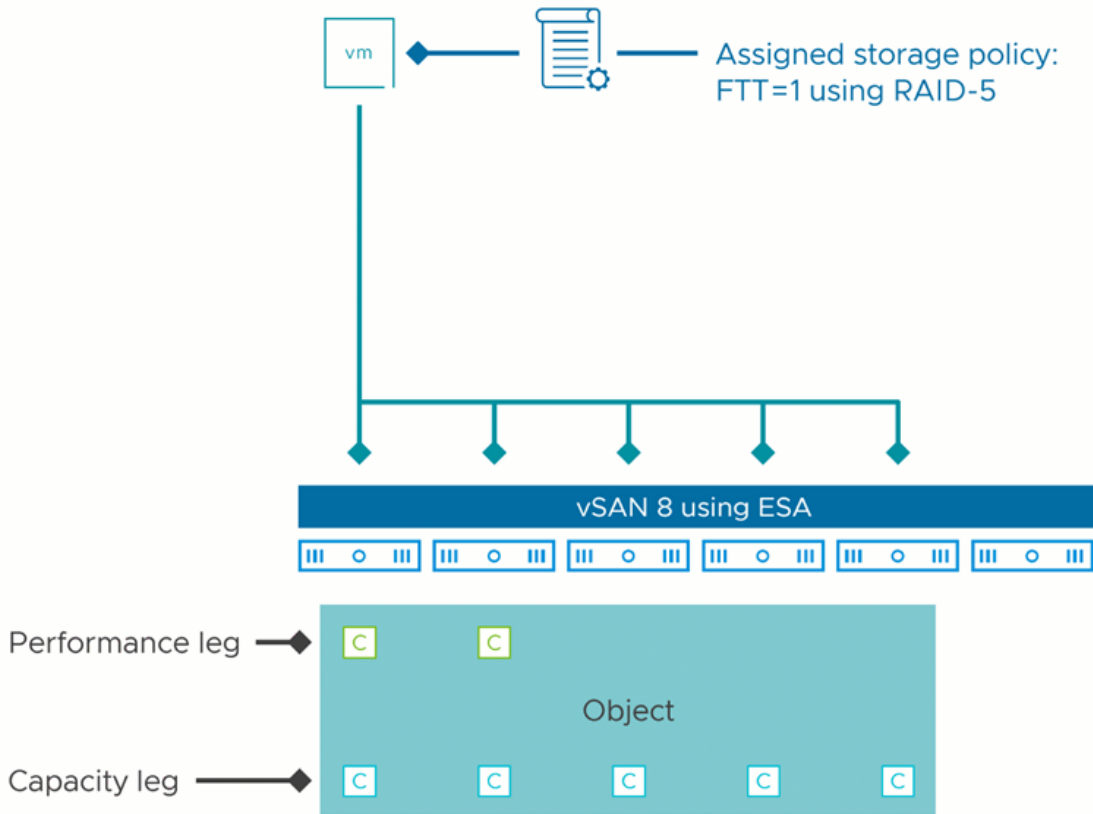 vm
Assigned storage policy:
FTT=1 using RAID-5
vSAN 8 using ESA
Performance leg
C C
Object
Capacity leg
C C C C C